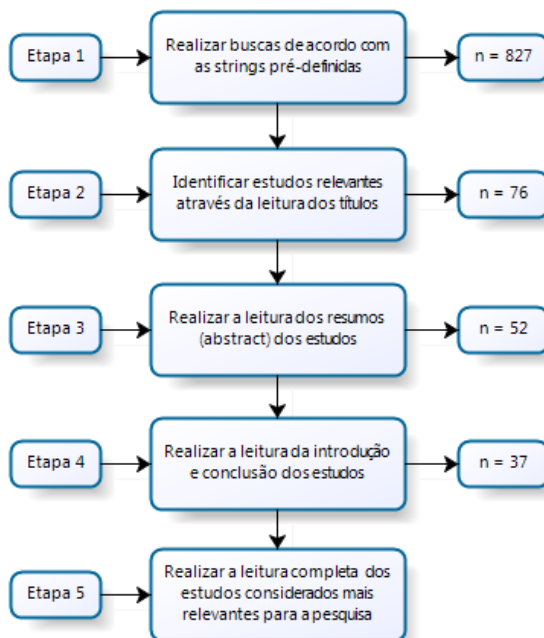 Etapa 1
Realizar buscas de acordo com
as strings pré-definidas
n = 827
Etapa 2
Identificar estudos relevantes
através da leitura dos títulos
n = 76
Etapa 3
Realizar a leitura dos resumos
(abstract) dos estudos
n = 52
Etapa 4
Realizar a leitura da introdução
e conclusão dos estudos
n = 37
Etapa 5
Realizar a leitura completa dos
estudos considerados mais
relevantes para a pesquisa